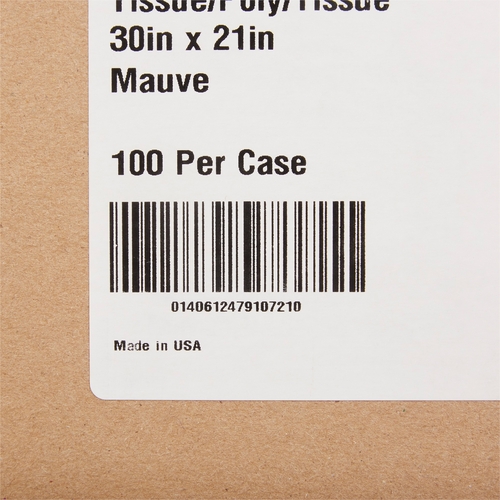 Tissue/Poly/Tissue
30in x 21in
Mauve
100 Per Case
0140612479107210
Made in USA